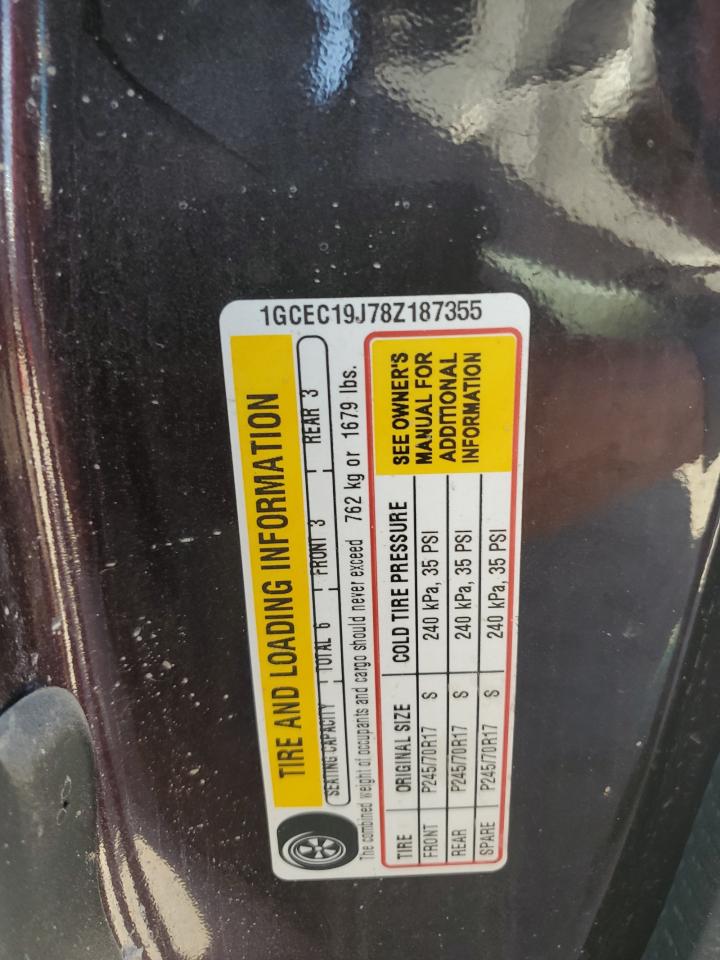 1GCEC19J78Z187355
TIRE AND LOADING INFORMATION
SEATING CAPACITY TOTAL 6 FRONT 3 REAR 3
The combined weight of occupants and cargo should never exceed 762 kg or 1679 lbs.
TIRE ORIGINAL SIZE COLD TIRE PRESSURE
FRONT P245/70R17 S 240 kPa, 35 PSI
REAR P245/70R17 S 240 kPa, 35 PSI
SPARE P245/70R17 S 240 kPa, 35 PSI
SEE OWNER'S
MANUAL FOR
ADDITIONAL
INFORMATION